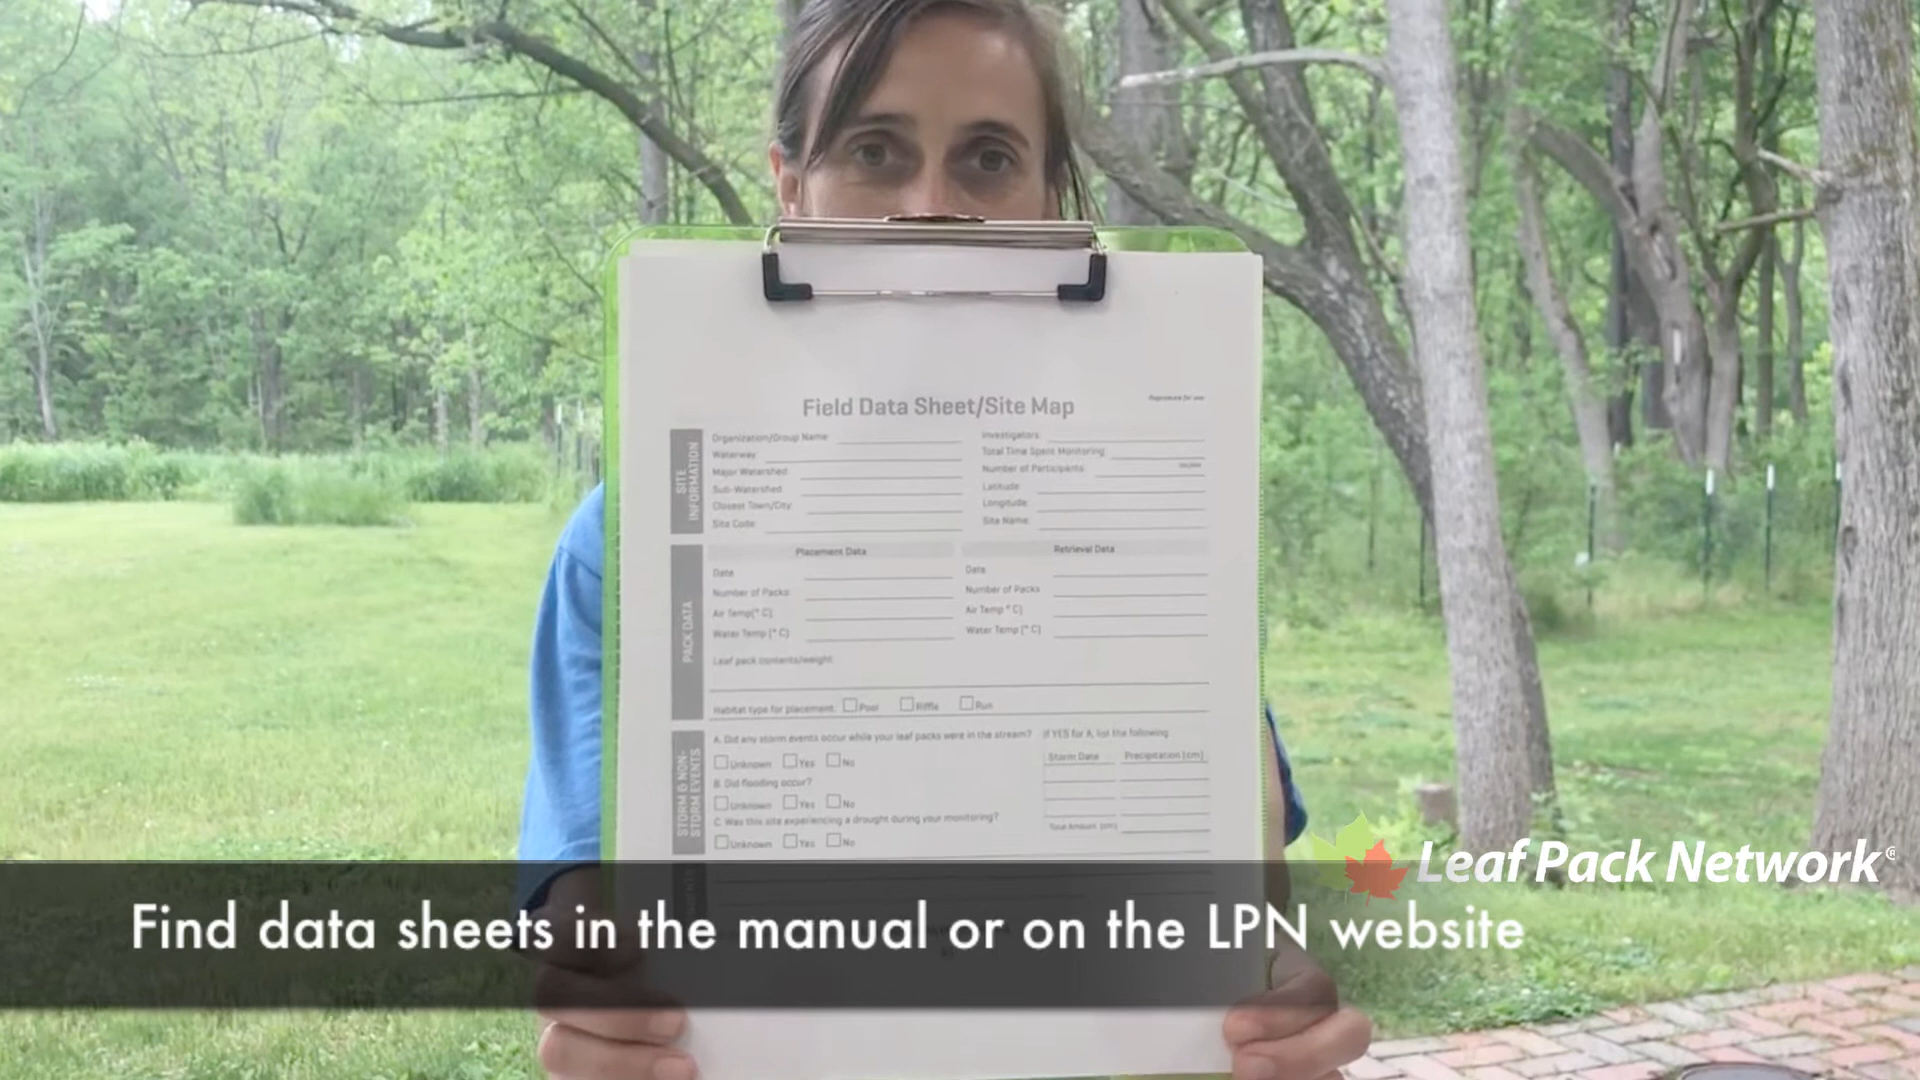 Field Data Sheet/Site Map
Reproduce for use
SITE INFORMATION
Organization/Group Name:
Waterway:
Major Watershed:
Sub-Watershed:
Closest Town/City:
Site Code:
Investigators:
Total Time Spent Monitoring:
Number of Participants:
Latitude:
Longitude:
Site Name:
PACK DATA
Placement Data
Date
Number of Packs:
Air Temp(° C)
Water Temp (° C)
Retrieval Data
Date
Number of Packs
Air Temp ° C)
Water Temp (° C)
Leaf pack contents/weight:
Habitat type for placement: Pool Riffle Run
STORM & NON-STORM EVENTS
A. Did any storm events occur while your leaf packs were in the stream?
Unknown Yes No
B. Did flooding occur?
Unknown Yes No
C. Was this site experiencing a drought during your monitoring?
Unknown Yes No
If YES for A, list the following
Storm Date Precipitation (cm)
Total Amount (cm)
Leaf Pack Network®
Find data sheets in the manual or on the LPN website